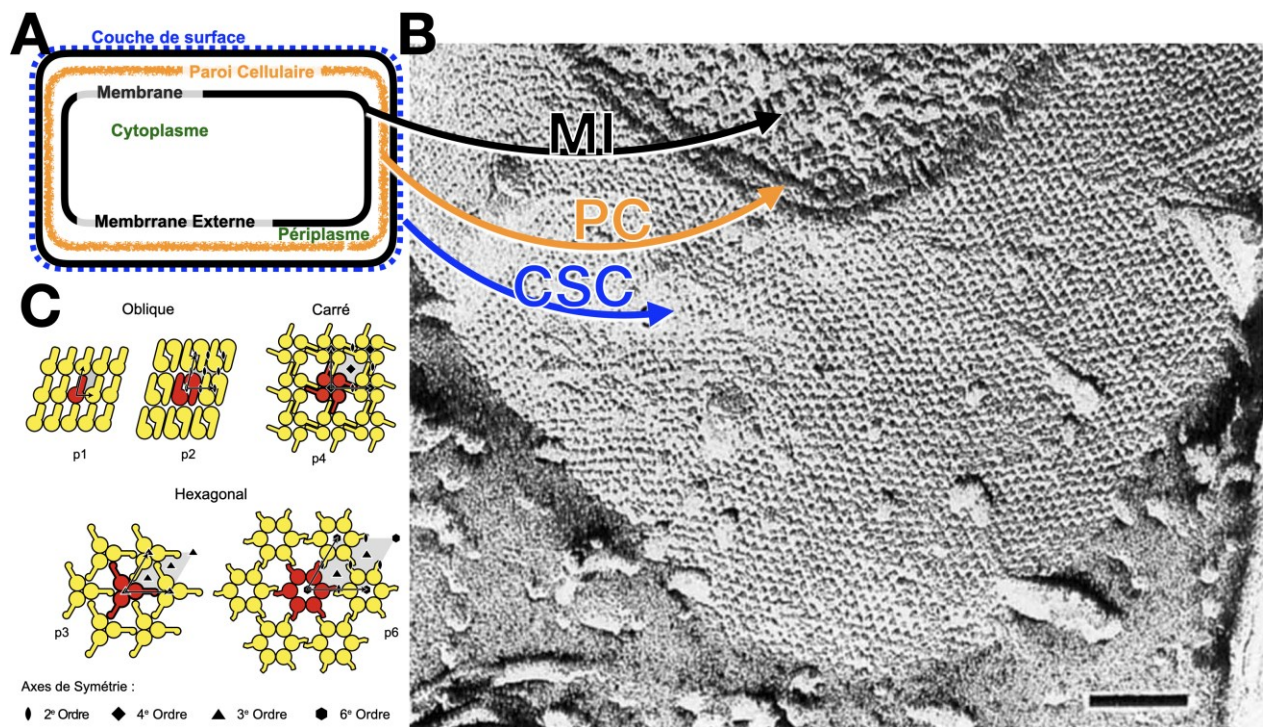 A
Couche de surface
Paroi Cellulaire
Membrane
Cytoplasme
Membrrane Externe
Périplasme
B
MI
PC
CSC
C
Oblique
Carré
p1
p2
p4
Hexagonal
p3
p6
Axes de Symétrie :
2e Ordre
4e Ordre
3e Ordre
6e Ordre